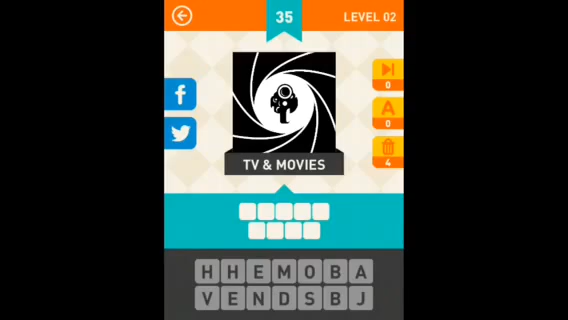 35
LEVEL 02
f
0
A
0
4
TV & MOVIES
H H E M O B A
V E N D S B J